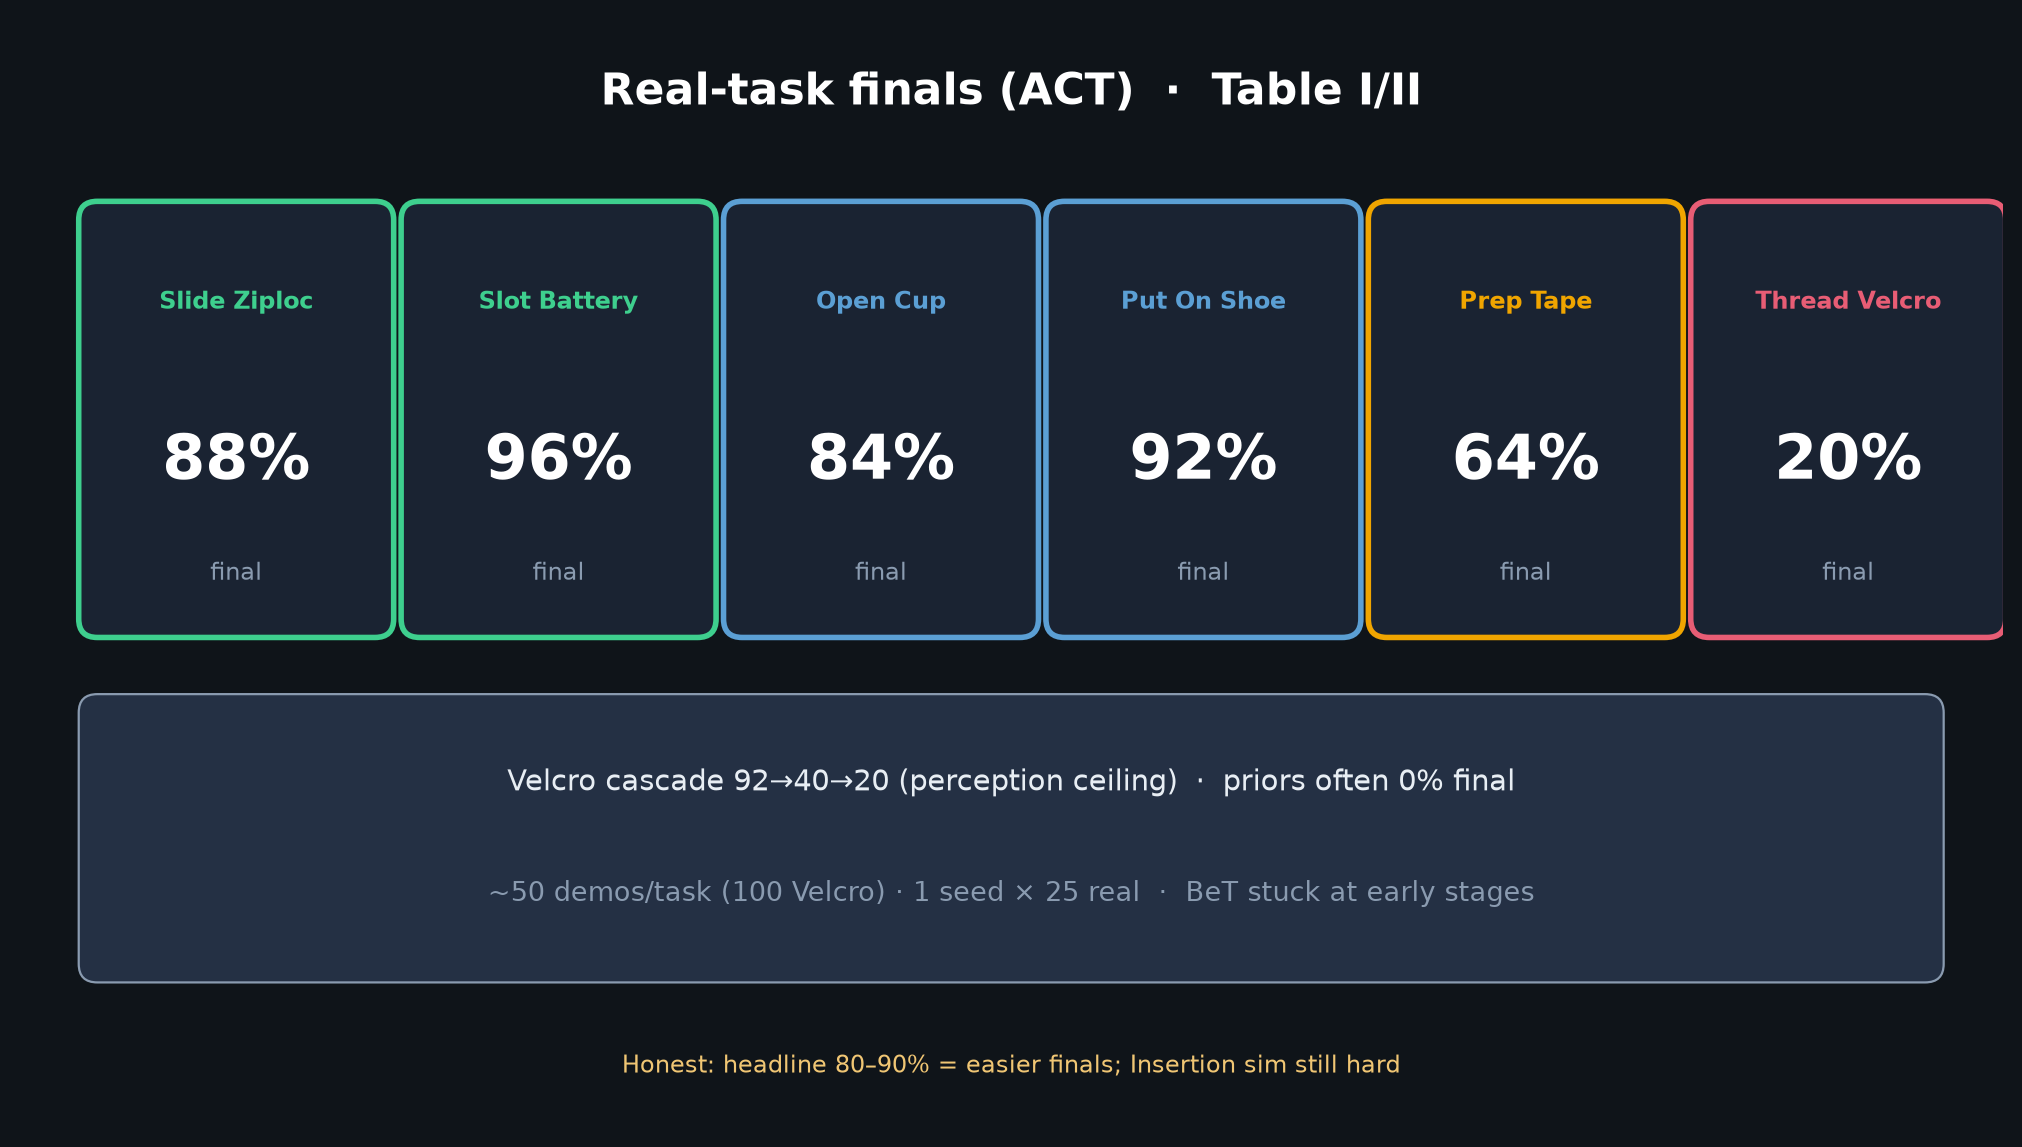 Real-task finals (ACT) · Table I/II
Slide Ziploc
88%
final
Slot Battery
96%
final
Open Cup
84%
final
Put On Shoe
92%
final
Prep Tape
64%
final
Thread Velcro
20%
final
Velcro cascade 92→40→20 (perception ceiling) · priors often 0% final
~50 demos/task (100 Velcro) · 1 seed × 25 real · BeT stuck at early stages
Honest: headline 80–90% = easier finals; Insertion sim still hard